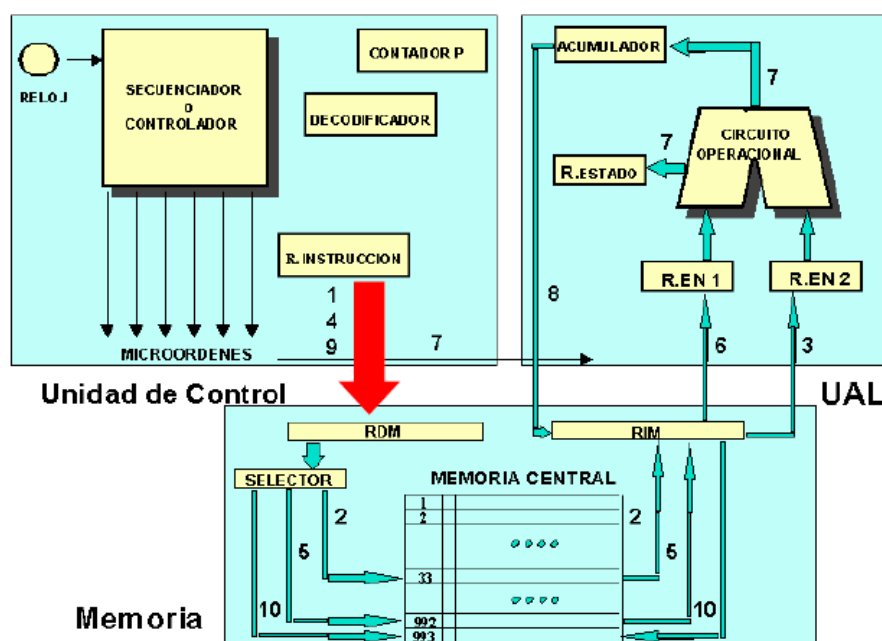 RELOJ
SECUENCIADOR
O
CONTROLADOR
CONTADOR P
DECODIFICADOR
R. INSTRUCCION
1
4
9
7
MICROORDENES
Unidad de Control
ACUMULADOR
7
CIRCUITO
OPERACIONAL
7
R.ESTADO
R.EN 1
R.EN 2
8
6
3
UAL
RDM
RIM
SELECTOR
MEMORIA CENTRAL
1
2
2
2
5
5
33
10
10
992
993
Memoria